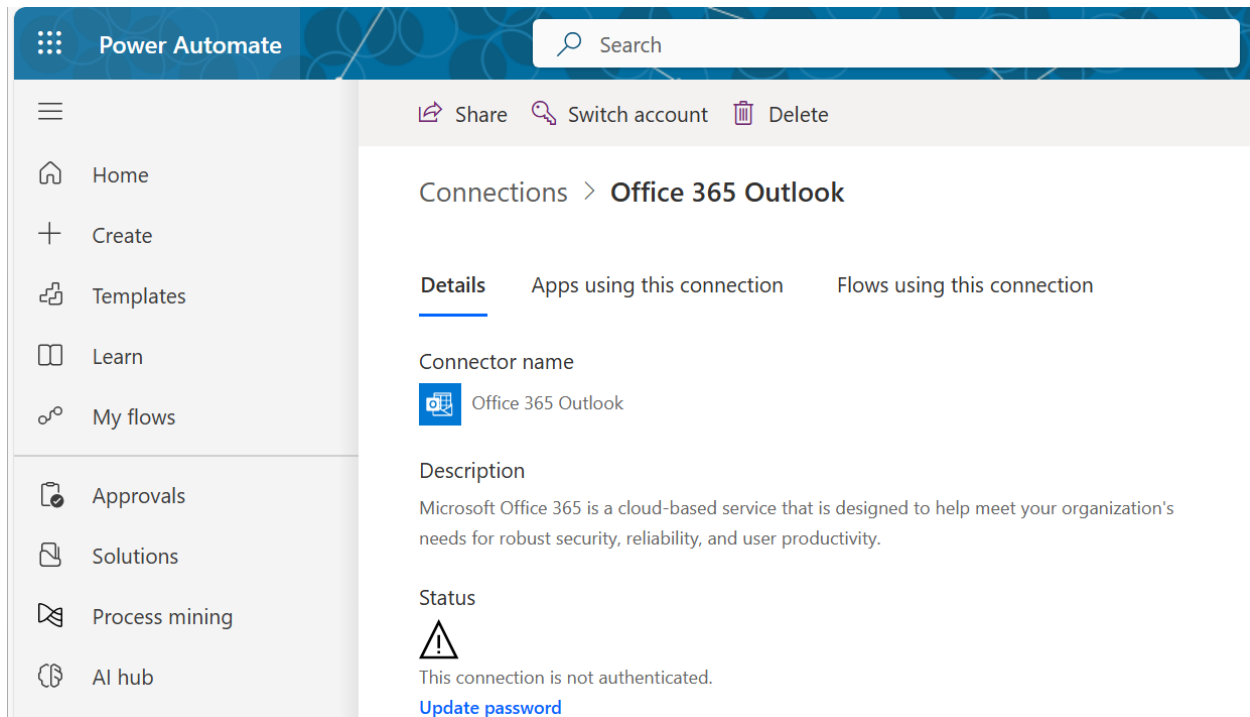 Power Automate
Search
Share Switch account Delete
Home
Create
Templates
Learn
My flows
Approvals
Solutions
Process mining
AI hub
Connections > Office 365 Outlook
Details Apps using this connection Flows using this connection
Connector name
Office 365 Outlook
Description
Microsoft Office 365 is a cloud-based service that is designed to help meet your organization's
needs for robust security, reliability, and user productivity.
Status
This connection is not authenticated.
Update password